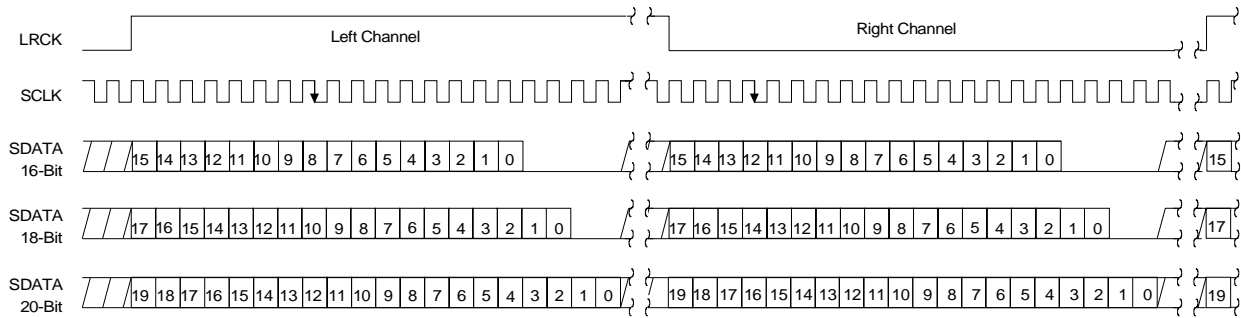 LRCK Left Channel Right Channel
SCLK
SDATA
16-Bit
15 14 13 12 11 10 9 8 7 6 5 4 3 2 1 0 15 14 13 12 11 10 9 8 7 6 5 4 3 2 1 0 15
SDATA
18-Bit
17 16 15 14 13 12 11 10 9 8 7 6 5 4 3 2 1 0 17 16 15 14 13 12 11 10 9 8 7 6 5 4 3 2 1 0 17
SDATA
20-Bit
19 18 17 16 15 14 13 12 11 10 9 8 7 6 5 4 3 2 1 0 19 18 17 16 15 14 13 12 11 10 9 8 7 6 5 4 3 2 1 0 19